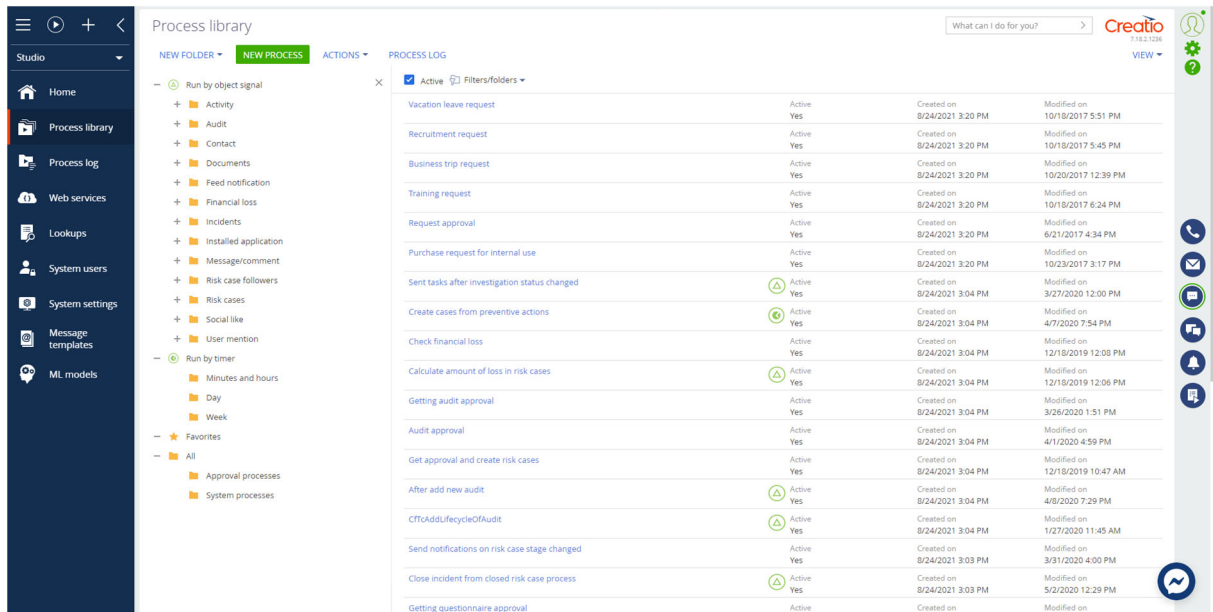 Process library
What can I do for you?
Creatio
7.18.2.1236
Studio
NEW FOLDER
NEW PROCESS
ACTIONS
PROCESS LOG
VIEW
Home
Process library
Process log
Web services
Lookups
System users
System settings
Message
templates
ML models
Run by object signal
Activity
Audit
Contact
Documents
Feed notification
Financial loss
Incidents
Installed application
Message/comment
Risk case followers
Risk cases
Social like
User mention
Run by timer
Minutes and hours
Day
Week
Favorites
All
Approval processes
System processes
Active Filters/folders
Vacation leave request Active Created on Modified on
Yes 8/24/2021 3:20 PM 10/18/2017 5:51 PM
Recruitment request Active Created on Modified on
Yes 8/24/2021 3:20 PM 10/18/2017 5:45 PM
Business trip request Active Created on Modified on
Yes 8/24/2021 3:20 PM 10/20/2017 12:39 PM
Training request Active Created on Modified on
Yes 8/24/2021 3:20 PM 10/18/2017 6:24 PM
Request approval Active Created on Modified on
Yes 8/24/2021 3:20 PM 6/21/2017 4:34 PM
Purchase request for internal use Active Created on Modified on
Yes 8/24/2021 3:20 PM 10/23/2017 3:17 PM
Sent tasks after investigation status changed Active Created on Modified on
Yes 8/24/2021 3:04 PM 3/27/2020 12:00 PM
Create cases from preventive actions Active Created on Modified on
Yes 8/24/2021 3:04 PM 4/7/2020 7:54 PM
Check financial loss Active Created on Modified on
Yes 8/24/2021 3:04 PM 12/18/2019 12:08 PM
Calculate amount of loss in risk cases Active Created on Modified on
Yes 8/24/2021 3:04 PM 12/18/2019 12:06 PM
Getting audit approval Active Created on Modified on
Yes 8/24/2021 3:04 PM 3/26/2020 1:51 PM
Audit approval Active Created on Modified on
Yes 8/24/2021 3:04 PM 4/1/2020 4:59 PM
Get approval and create risk cases Active Created on Modified on
Yes 8/24/2021 3:04 PM 12/18/2019 10:47 AM
After add new audit Active Created on Modified on
Yes 8/24/2021 3:04 PM 4/8/2020 7:29 PM
CfTcAddLifecycleOfAudit Active Created on Modified on
Yes 8/24/2021 3:04 PM 1/27/2020 11:45 AM
Send notifications on risk case stage changed Active Created on Modified on
Yes 8/24/2021 3:03 PM 3/31/2020 4:00 PM
Close incident from closed risk case process Active Created on Modified on
Yes 8/24/2021 3:03 PM 5/2/2020 12:29 PM
Getting questionnaire approval Active Created on Modified on